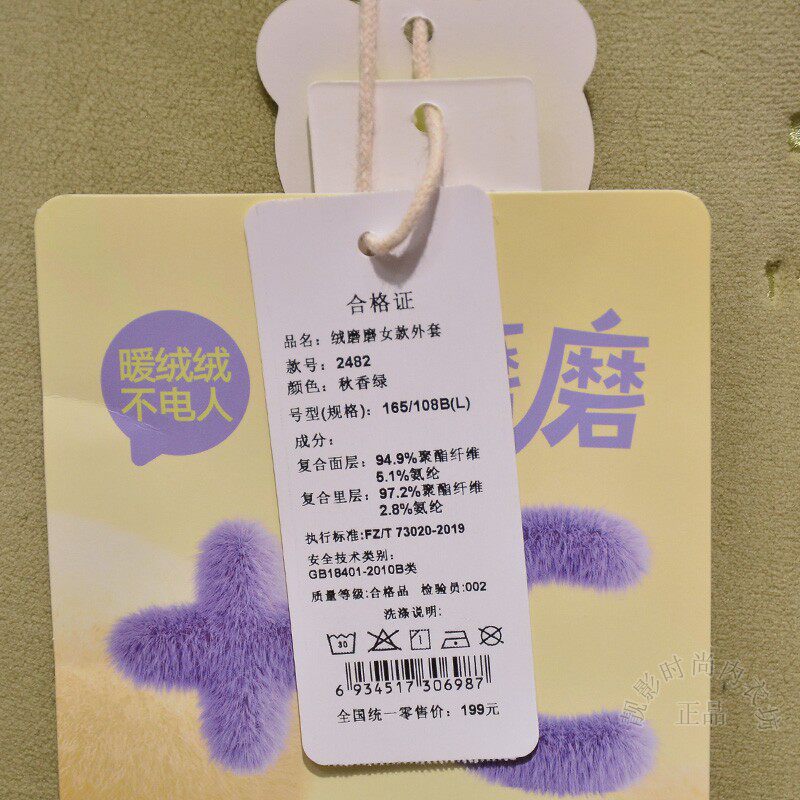 合格证
品名：绒磨磨女款外套
款号：2482
颜色：秋香绿
号型(规格)：165/108B(L)
成分：
复合面层：94.9%聚酯纤维
5.1%氨纶
复合里层：97.2%聚酯纤维
2.8%氨纶
执行标准:FZ/T 73020-2019
安全技术类别：
GB18401-2010B类
质量等级:合格品 检验员:002
洗涤说明:
30
1
6 934517 306987
全国统一零售价：199元
暖绒绒
不电人
磨
靓影时尚内衣坊
正品